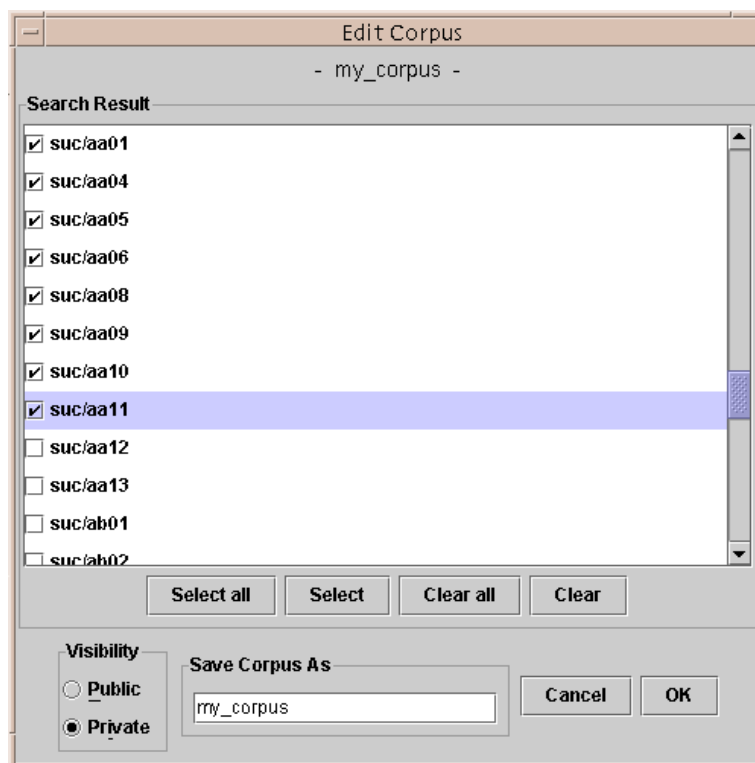 Edit Corpus
- my_corpus -
Search Result
suc/aa01
suc/aa04
suc/aa05
suc/aa06
suc/aa08
suc/aa09
suc/aa10
suc/aa11
suc/aa12
suc/aa13
suc/ab01
suc/ab02
Select all Select Clear all Clear
Visibility
Public
Private
Save Corpus As
my_corpus
Cancel OK